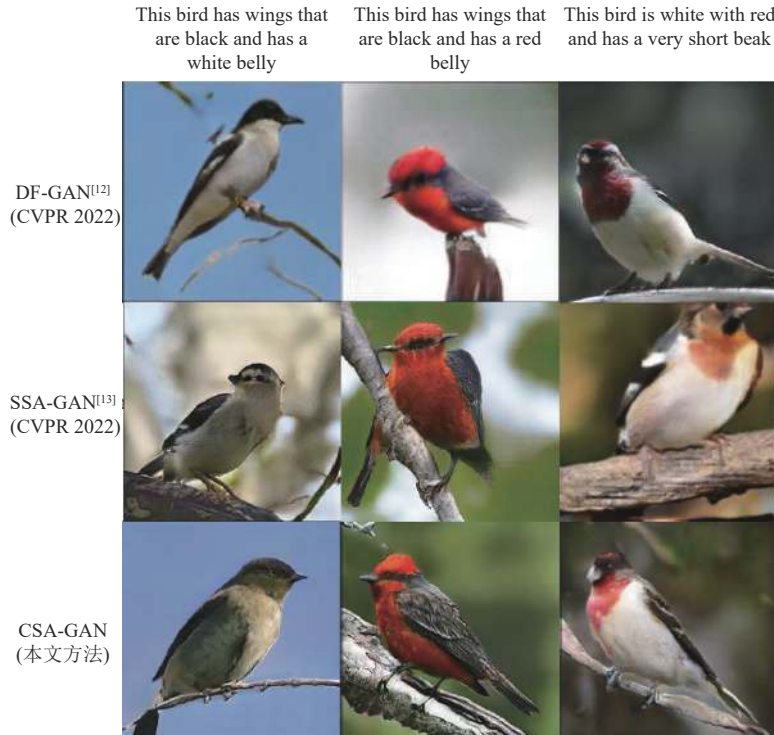 This bird has wings that
are black and has a
white belly
This bird has wings that
are black and has a red
belly
This bird is white with red
and has a very short beak
DF-GAN[12]
(CVPR 2022)
SSA-GAN[13]
(CVPR 2022)
CSA-GAN
(本文方法)